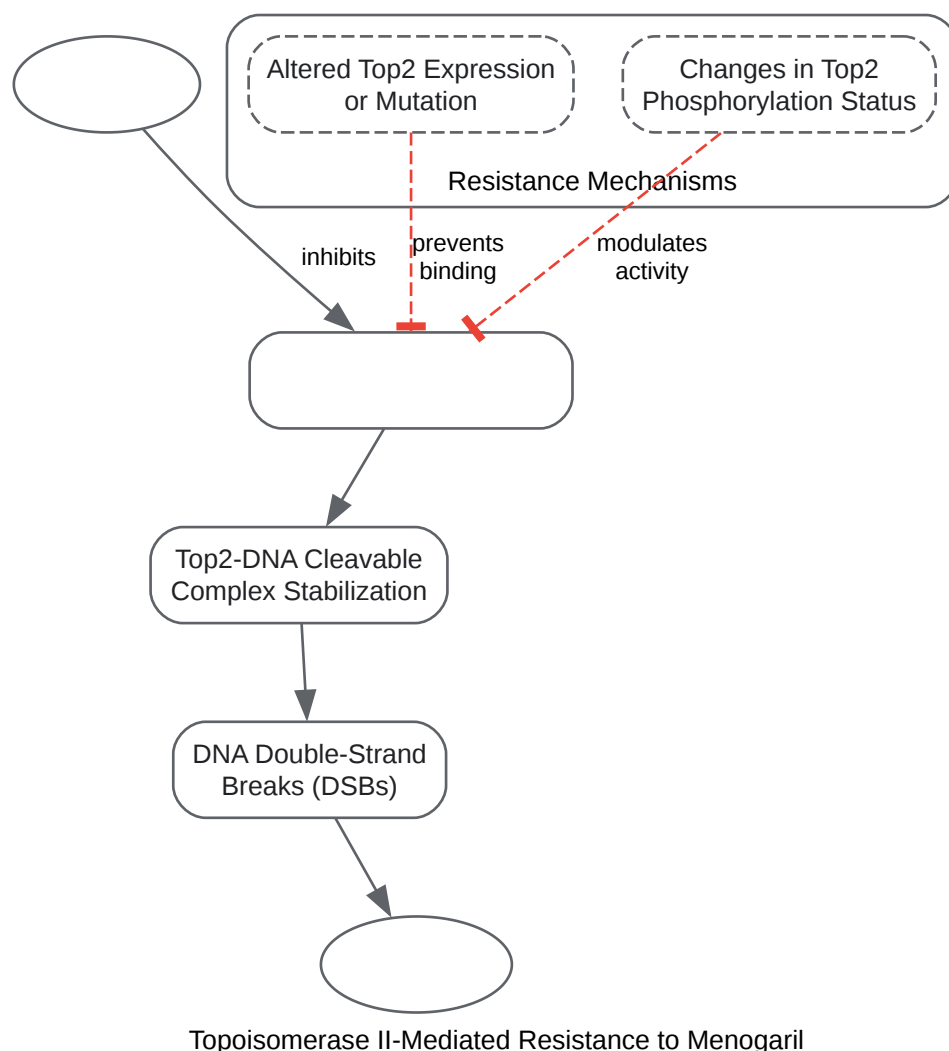 Altered Top2 Expression
or Mutation
Changes in Top2
Phosphorylation Status
Resistance Mechanisms
inhibits
prevents
binding
modulates
activity
Top2-DNA Cleavable
Complex Stabilization
DNA Double-Strand
Breaks (DSBs)
Topoisomerase II-Mediated Resistance to Menogaril